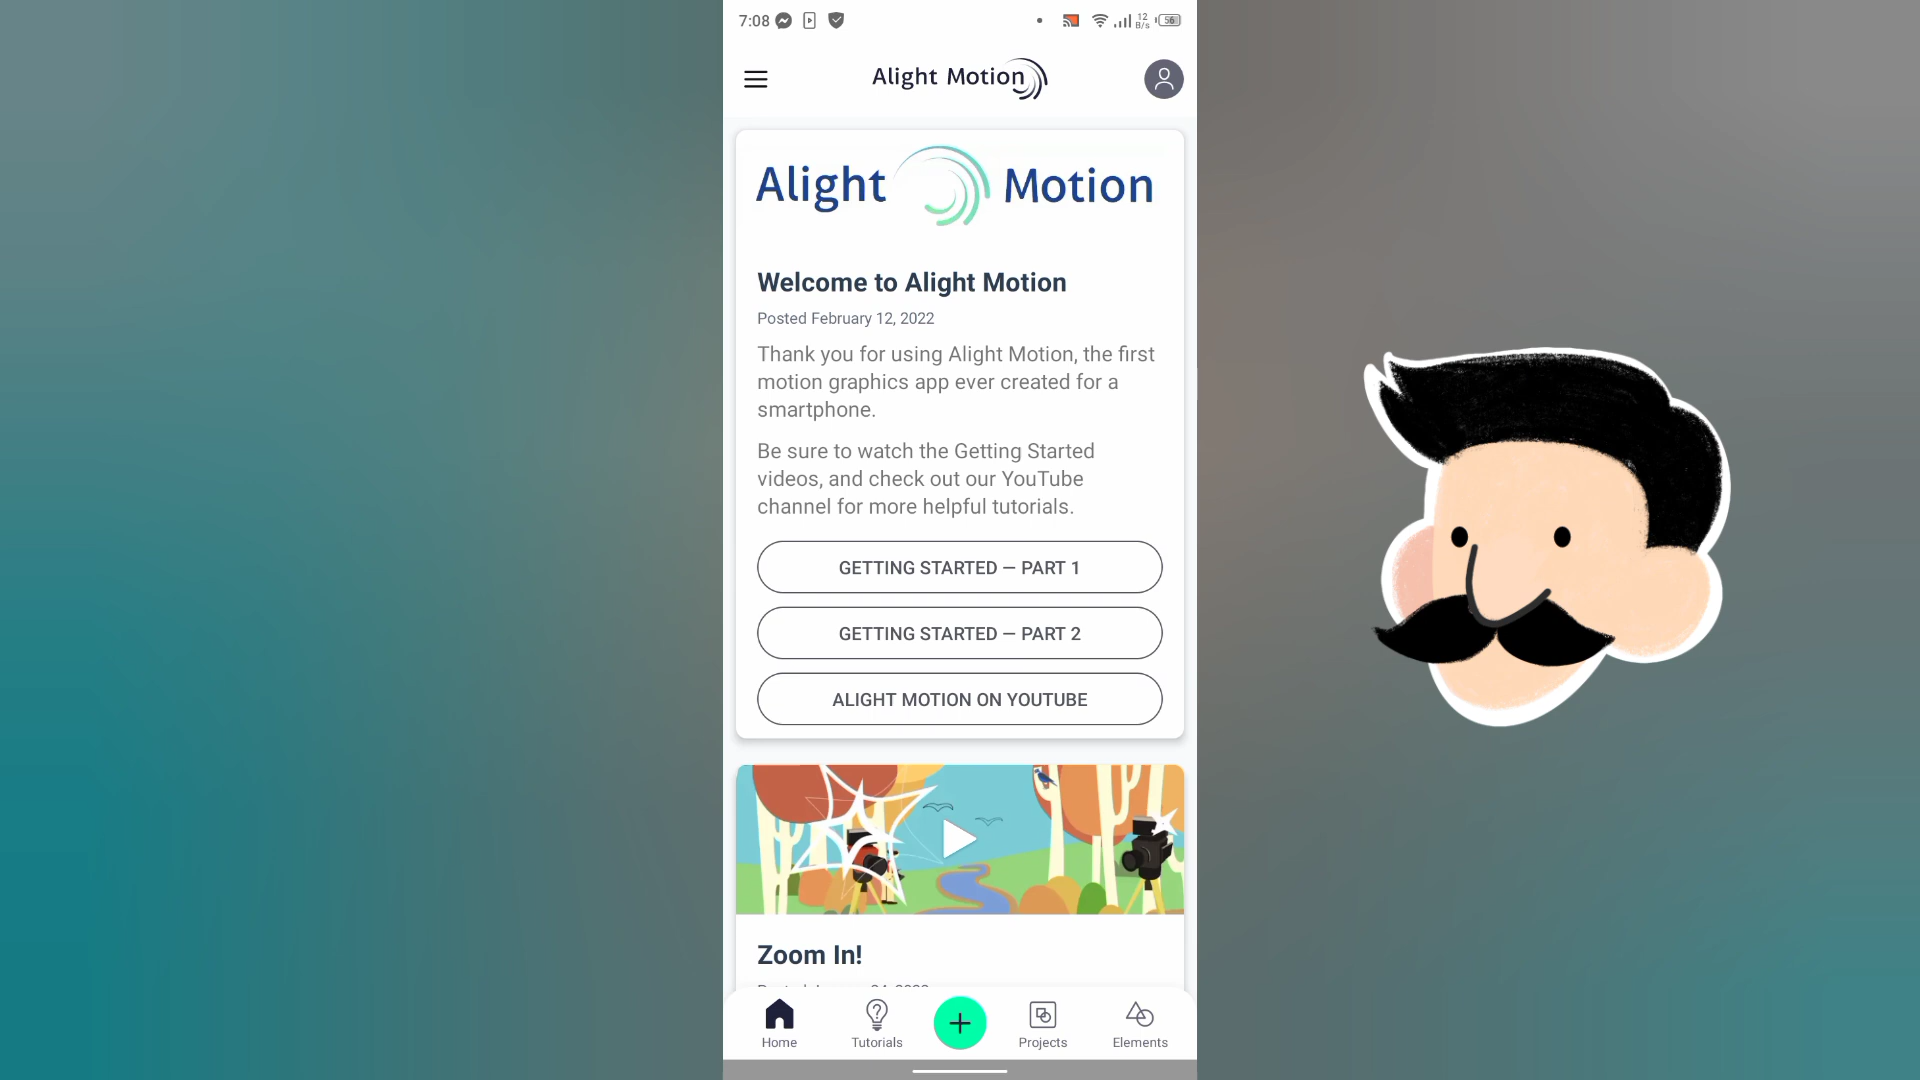 7:08
12
B/s
56
Alight Motion
Alight Motion
Welcome to Alight Motion
Posted February 12, 2022
Thank you for using Alight Motion, the first
motion graphics app ever created for a
smartphone.
Be sure to watch the Getting Started
videos, and check out our YouTube
channel for more helpful tutorials.
GETTING STARTED — PART 1
GETTING STARTED — PART 2
ALIGHT MOTION ON YOUTUBE
Zoom In!
Home
Tutorials
Projects
Elements